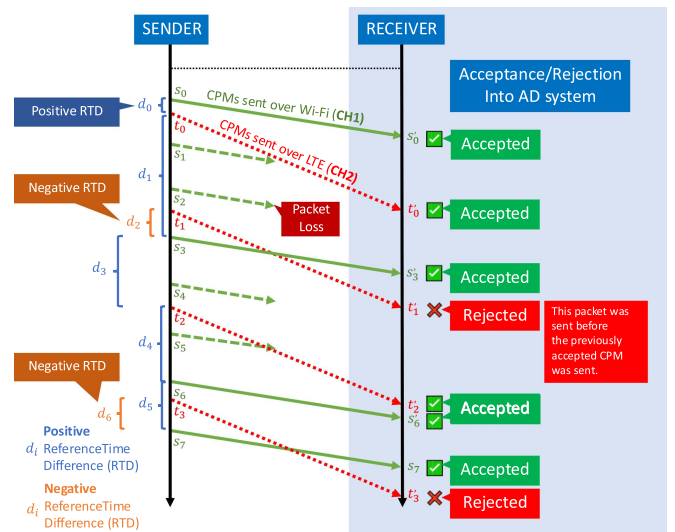 SENDER
RECEIVER
Acceptance/Rejection
Into AD system
Positive RTD
d₀
s₀
CPMs sent over Wi-Fi (CH1)
t₀
CPMs sent over LTE (CH2)
s′₀
Accepted
d₁
s₁
Negative RTD
d₂
s₂
Packet
Loss
t₁
t′₀
Accepted
d₃
s₃
s′₃
Accepted
s₄
t′₁
Rejected
This packet was
sent before
the previously
accepted CPM
was sent.
t₂
d₄
s₅
Negative RTD
d₅
s₆
t′₂
Accepted
s′₆
d₆
t₃
s₇
s₇
Accepted
t′₃
Rejected
Positive
dᵢ ReferenceTime
Difference (RTD)
Negative
dᵢ ReferenceTime
Difference (RTD)